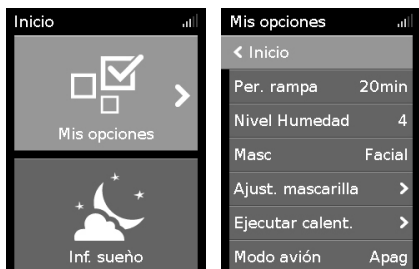 Inicio
Mis opciones
Inf. sueño
Mis opciones
< Inicio
Per. rampa 20min
Nivel Humedad 4
Masc Facial
Ajust. mascarilla >
Ejecutar calent. >
Modo avión Apag